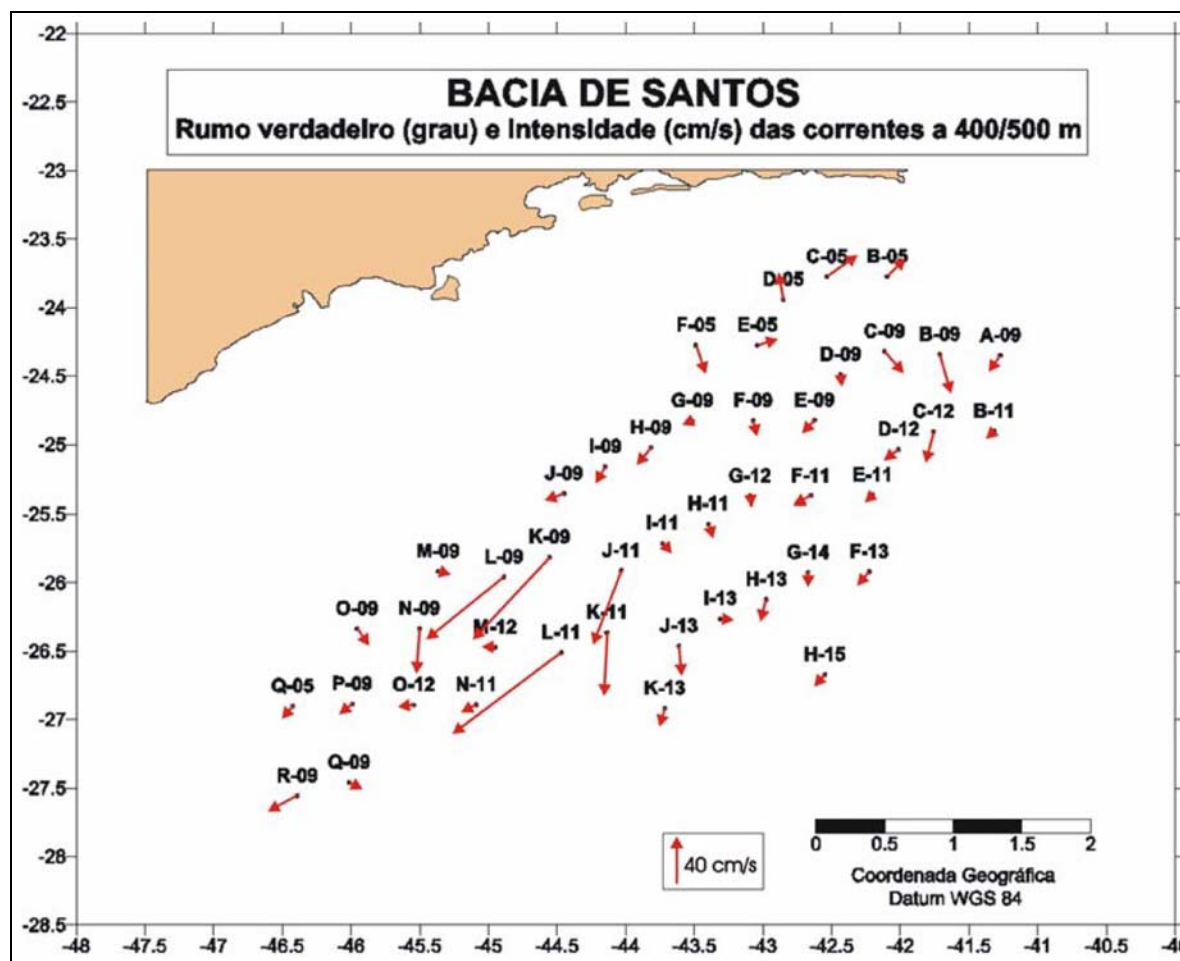 BACIA DE SANTOS
Rumo verdadeiro (grau) e Intensidade (cm/s) das correntes a 400/500 m
-22
-22.5
-23
-23.5
-24
-24.5
-25
-25.5
-26
-26.5
-27
-27.5
-28
-28.5
C-05 B-05
D-05
F-05 E-05
C-09 B-09 A-09
D-09
G-09 F-09 E-09
C-12 B-11
H-09
D-12
I-09
J-09
G-12 F-11 E-11
H-11
I-11
K-09
M-09 L-09 J-11
G-14 F-13
H-13
O-09 N-09 K-11 I-13
M-12 L-11 J-13
H-15
Q-05 P-09 O-12 N-11 K-13
R-09 Q-09
40 cm/s
0 0.5 1 1.5 2
Coordenada Geográfica
Datum WGS 84
-48 -47.5 -47 -46.5 -46 -45.5 -45 -44.5 -44 -43.5 -43 -42.5 -42 -41.5 -41 -40.5